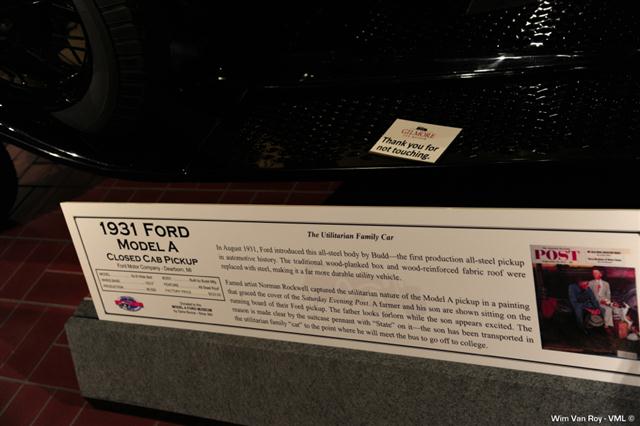 GILMORE
Thank you for
not touching.
1931 FORD
MODEL A
CLOSED CAB PICKUP
Ford Motor Company - Dearborn, MI
The Utilitarian Family Car
In August 1931, Ford introduced this all-steel body by Budd—the first production all-steel pickup
in automotive history. The traditional wood-planked box and wood-reinforced fabric roof were
replaced with steel, making it a far more durable utility vehicle.
Famed artist Norman Rockwell captured the utilitarian nature of the Model A pickup in a painting
that graced the cover of the Saturday Evening Post. A farmer and his son are shown sitting on the
running board of their Ford pickup. The father looks forlorn while the son appears excited. The
reason is made clear by the suitcase pennant with “State” on it—the son has been transported in
the utilitarian family “car” to the point where he will meet the bus to go off to college.
POST
Wim Van Roy - VML ©